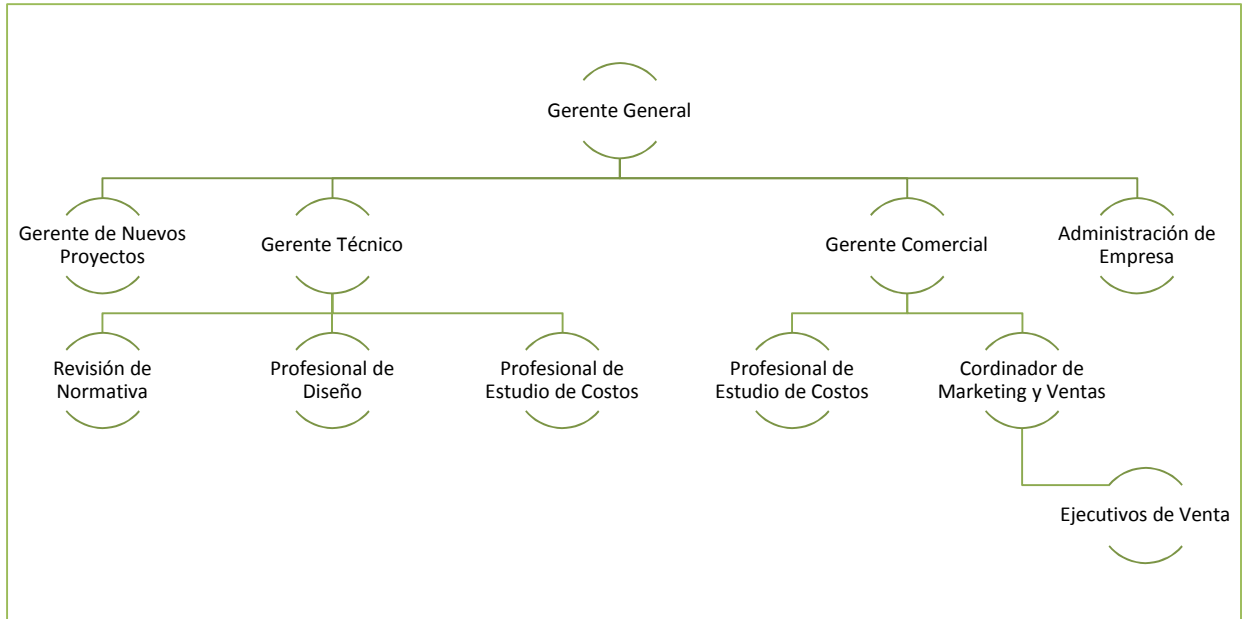 Gerente General
Gerente de Nuevos
Proyectos
Gerente Técnico
Gerente Comercial
Administración de
Empresa
Revisión de
Normativa
Profesional de
Diseño
Profesional de
Estudio de Costos
Profesional de
Estudio de Costos
Cordinador de
Marketing y Ventas
Ejecutivos de Venta